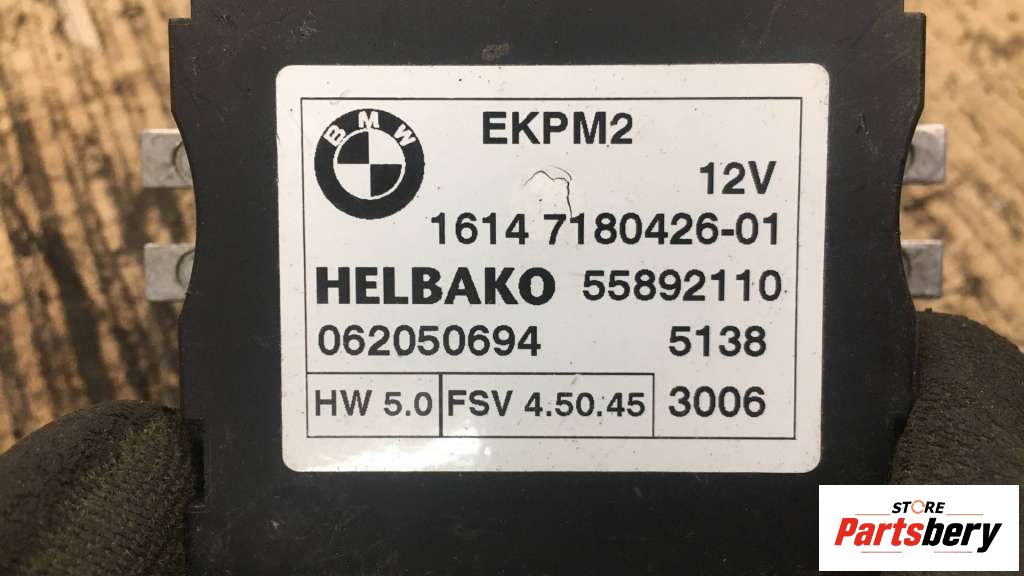 BMW
EKPM2
12V
1614 7180426-01
HELBAKO 55892110
062050694 5138
HW 5.0 FSV 4.50.45 3006
STORE
Partsbery